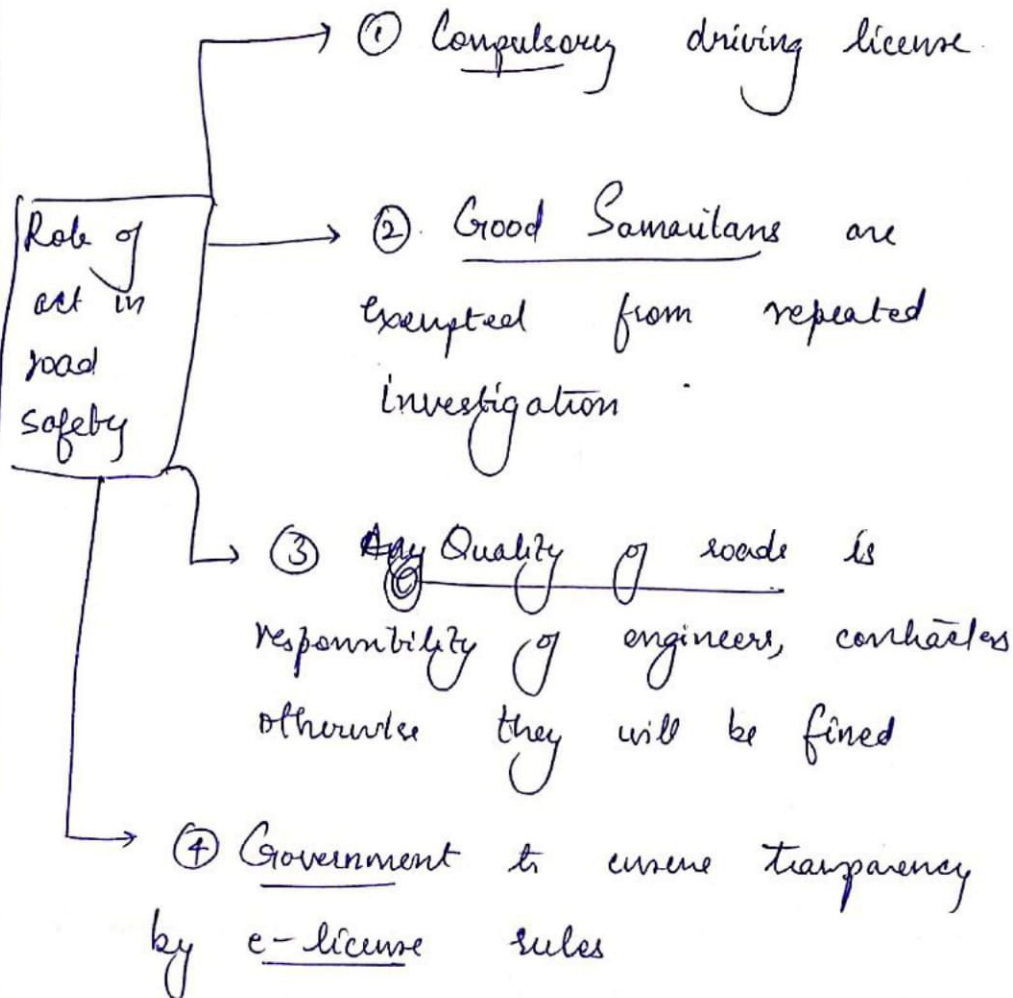 ① Compulsory driving license.
Role of
act in
road
safety
②. Good Samaritans are
exempted from repeated
investigation.
③ Quality of roads is
responsibility of engineers, contracters
otherwise they will be fined
④ Government to ensure tranparency
by e-license rules